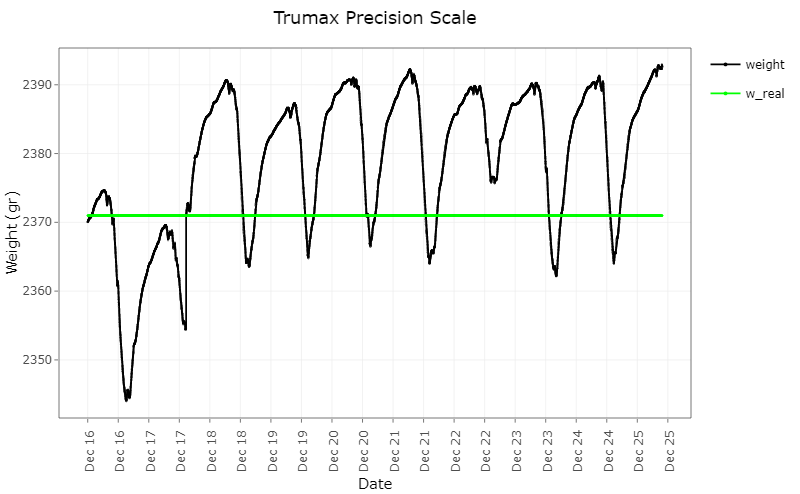 Trumax Precision Scale
weight
w_real
Weight (gr)
2390
2380
2370
2360
2350
Dec 16
Dec 16
Dec 17
Dec 17
Dec 18
Dec 18
Dec 19
Dec 19
Dec 20
Dec 20
Dec 21
Dec 21
Dec 22
Dec 22
Dec 23
Dec 23
Dec 24
Dec 24
Dec 25
Dec 25
Date